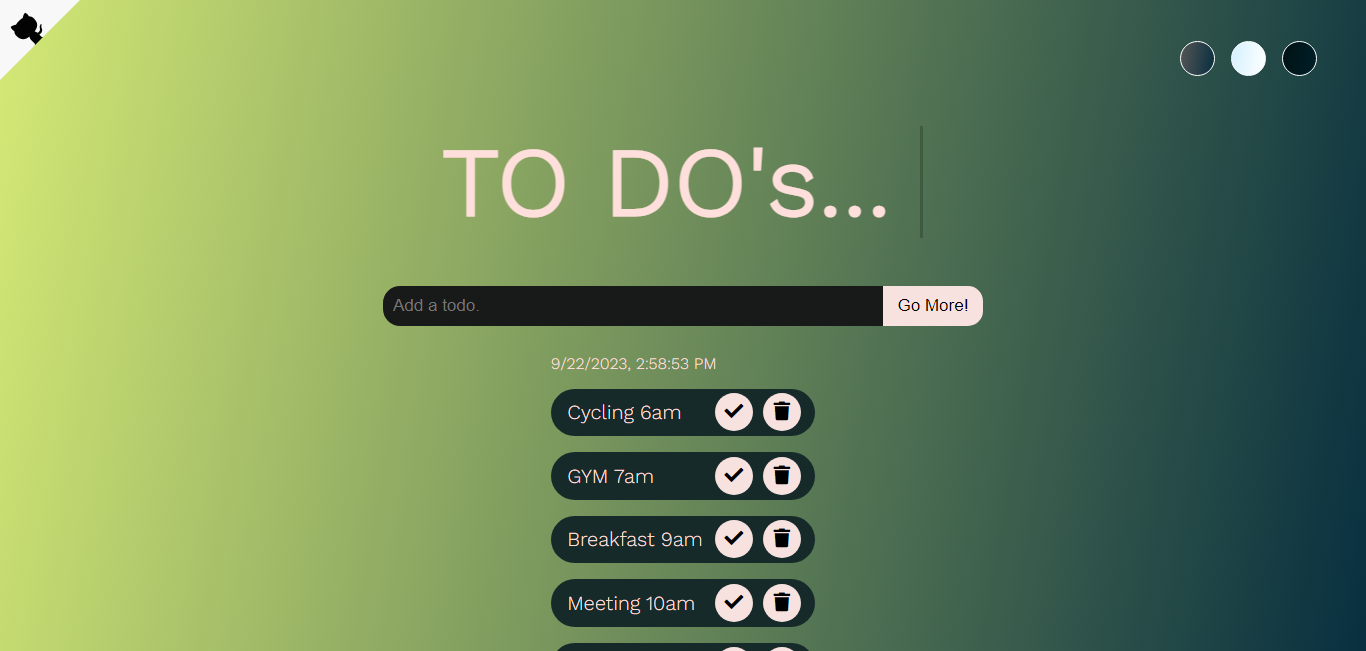 TO DO's...
Add a todo.
Go More!
9/22/2023, 2:58:53 PM
Cycling 6am
GYM 7am
Breakfast 9am
Meeting 10am